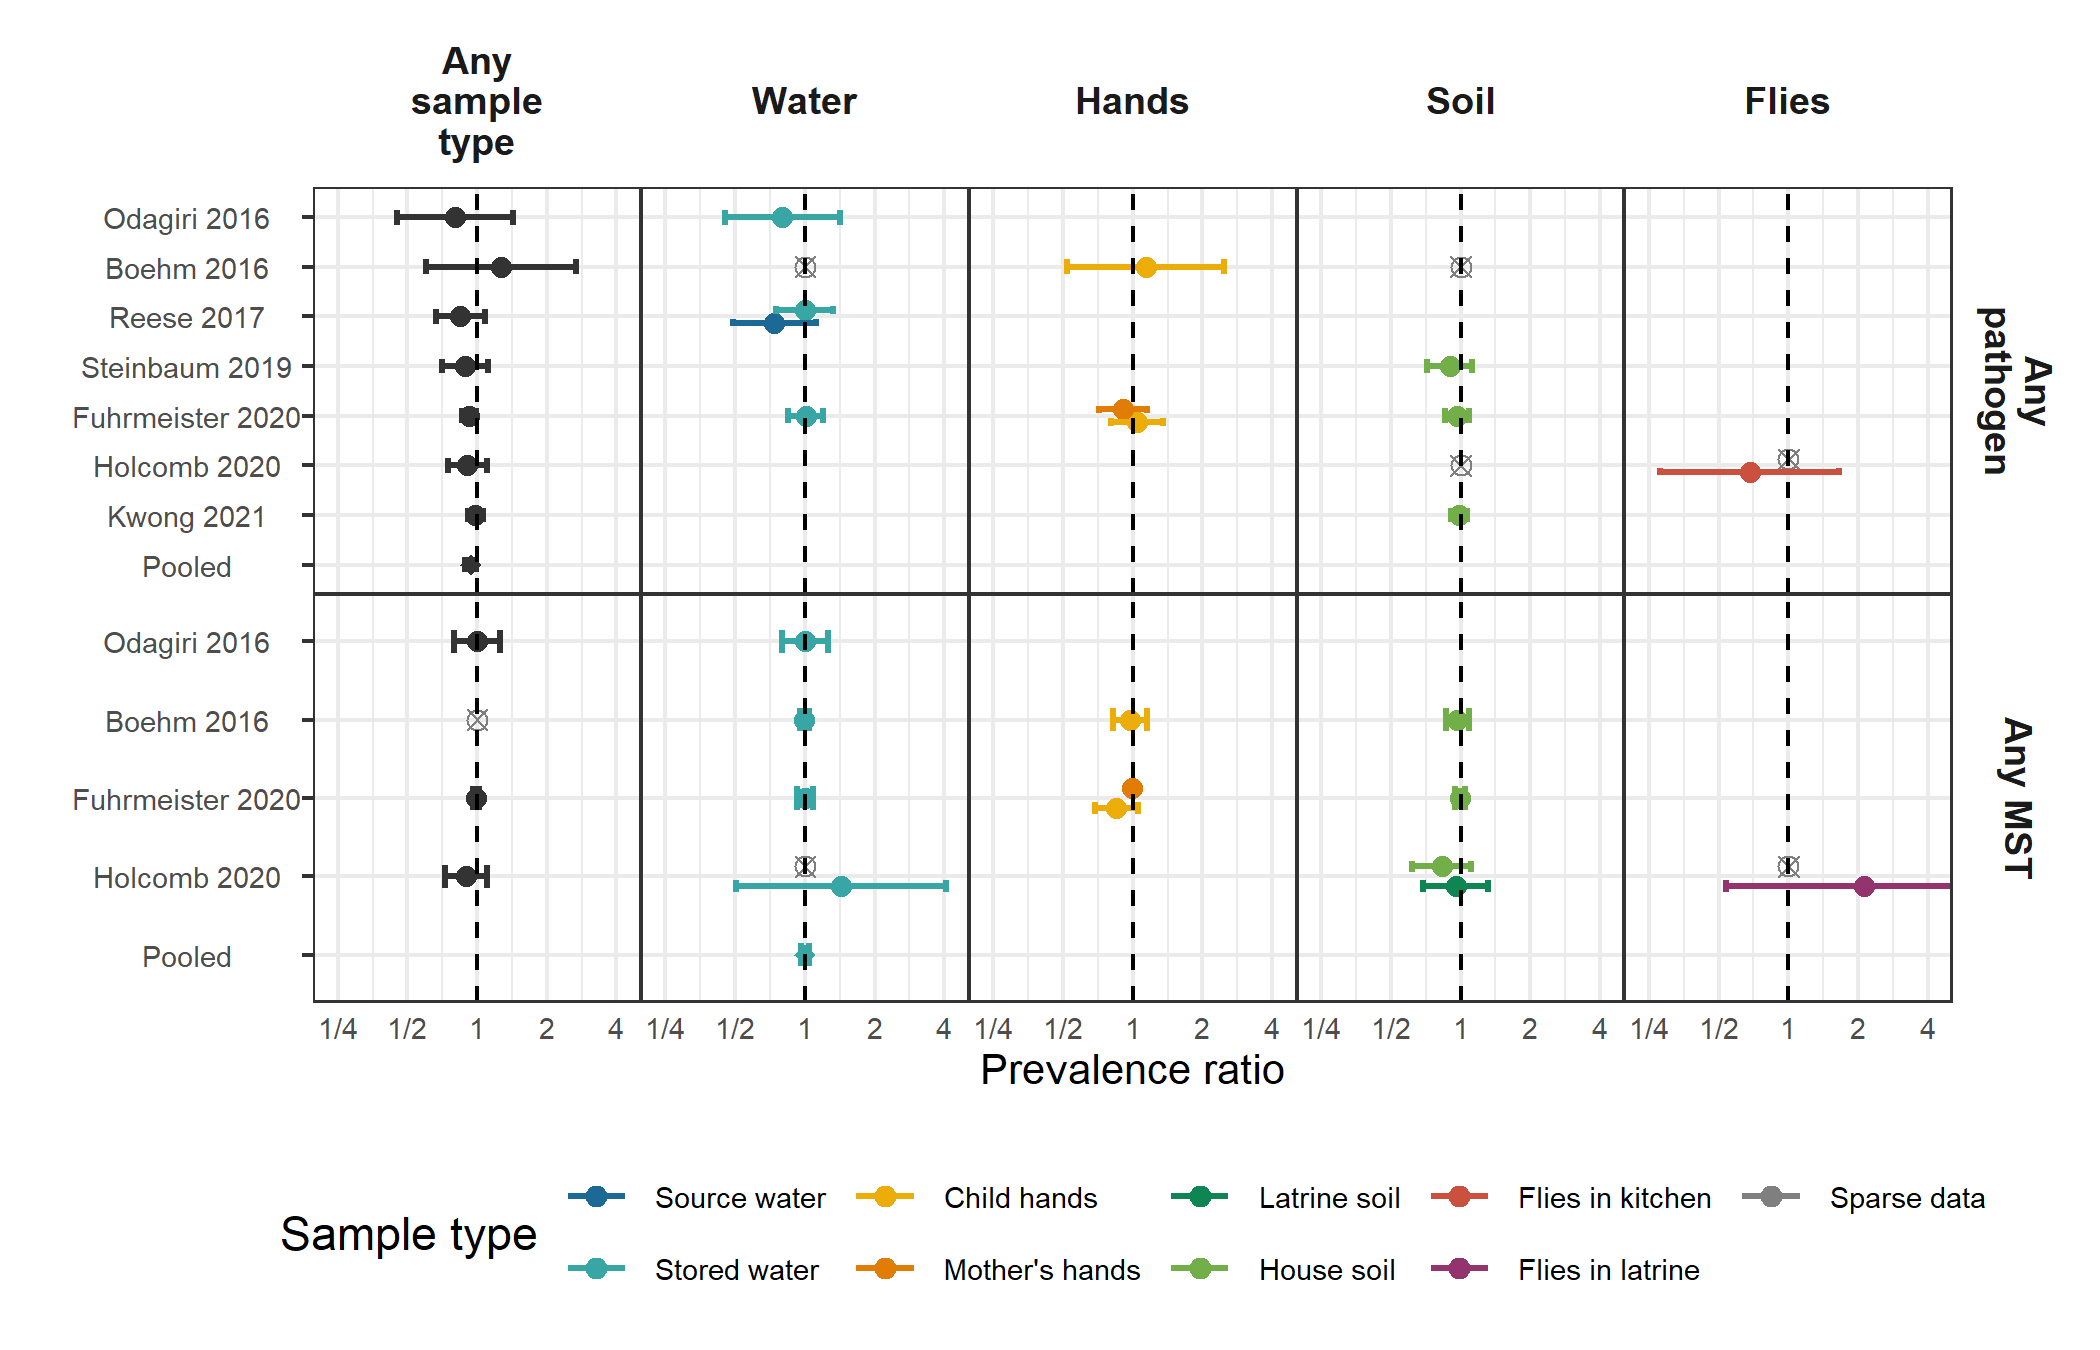 Any
sample
type
Water
Hands
Soil
Flies
Odagiri 2016
Boehm 2016
Reese 2017
Steinbaum 2019
Fuhrmeister 2020
Holcomb 2020
Kwong 2021
Pooled
Any
pathogen
Odagiri 2016
Boehm 2016
Fuhrmeister 2020
Holcomb 2020
Pooled
Any MST
1/4 1/2 1 2 4 1/4 1/2 1 2 4 1/4 1/2 1 2 4 1/4 1/2 1 2 4 1/4 1/2 1 2 4
Prevalence ratio
Sample type
Source water Child hands Latrine soil Flies in kitchen Sparse data
Stored water Mother's hands House soil Flies in latrine